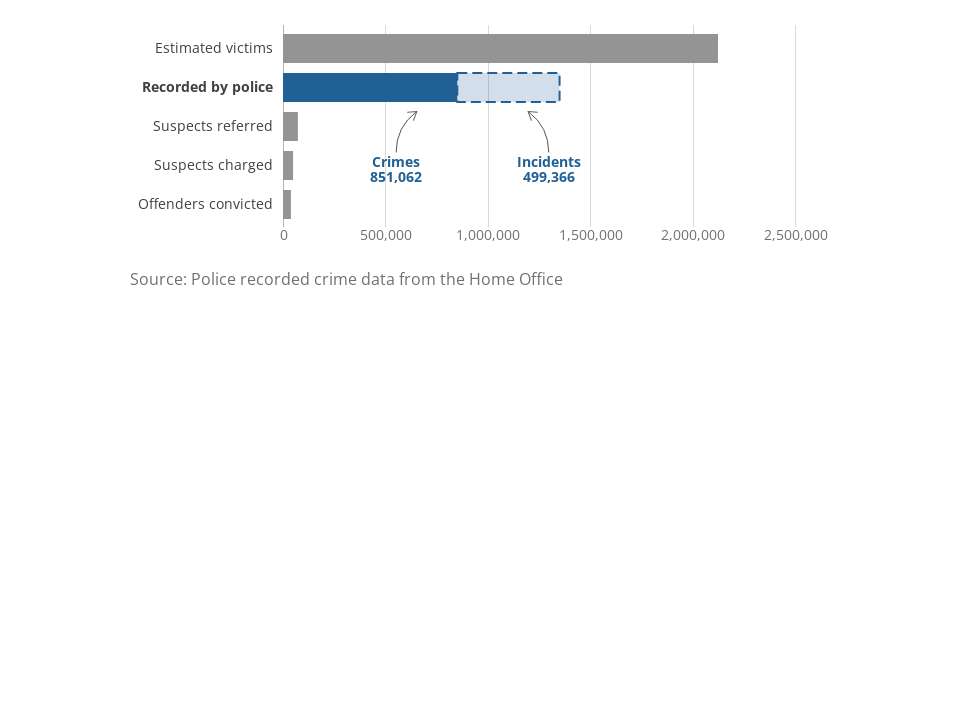 Estimated victims
Recorded by police
Suspects referred
Suspects charged
Offenders convicted
Crimes
851,062
Incidents
499,366
0
500,000
1,000,000
1,500,000
2,000,000
2,500,000
Source: Police recorded crime data from the Home Office